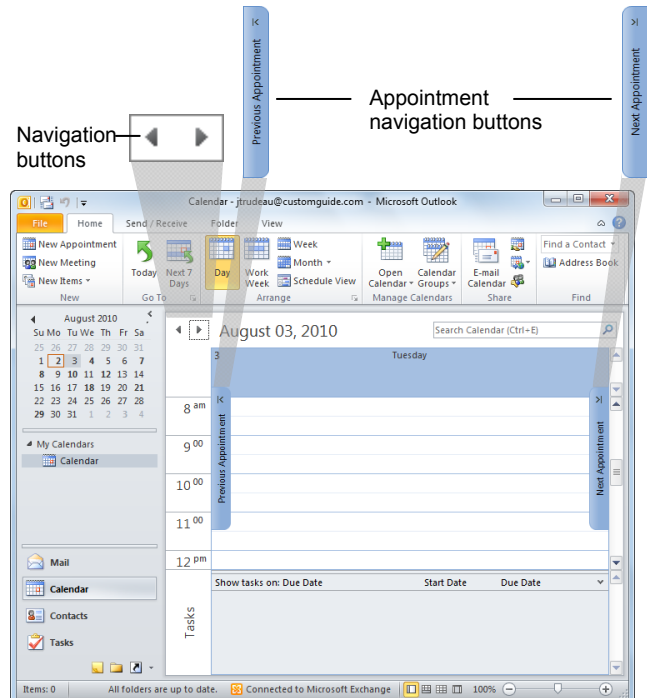 Previous Appointment
Next Appointment
Appointment
navigation buttons
Navigation
buttons
Calendar - jtrudeau@customguide.com - Microsoft Outlook
File Home Send / Receive Folder View
New Appointment
New Meeting
New Items
New
Today
Next 7
Days
Go To
Day
Work
Week
Week
Month
Schedule View
Arrange
Open
Calendar
Calendar
Groups
Manage Calendars
E-mail
Calendar
Share
Find a Contact
Address Book
Find
August 2010
Su Mo Tu We Th Fr Sa
25 26 27 28 29 30 31
1 2 3 4 5 6 7
8 9 10 11 12 13 14
15 16 17 18 19 20 21
22 23 24 25 26 27 28
29 30 31 1 2 3 4
My Calendars
Calendar
Mail
Calendar
Contacts
Tasks
August 03, 2010
Search Calendar (Ctrl+E)
3 Tuesday
8 am
9 00
10 00
11 00
12 pm
Previous Appointment
Next Appointment
Tasks
Show tasks on: Due Date Start Date Due Date
Items: 0 All folders are up to date. Connected to Microsoft Exchange 100%